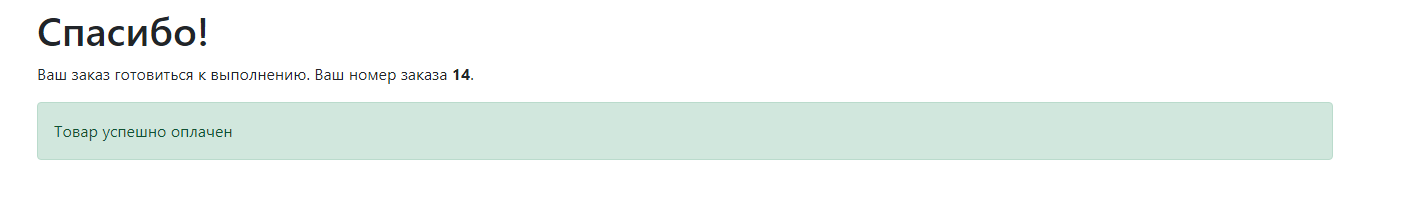 Спасибо!
Ваш заказ готовиться к выполнению. Ваш номер заказа 14.
Товар успешно оплачен